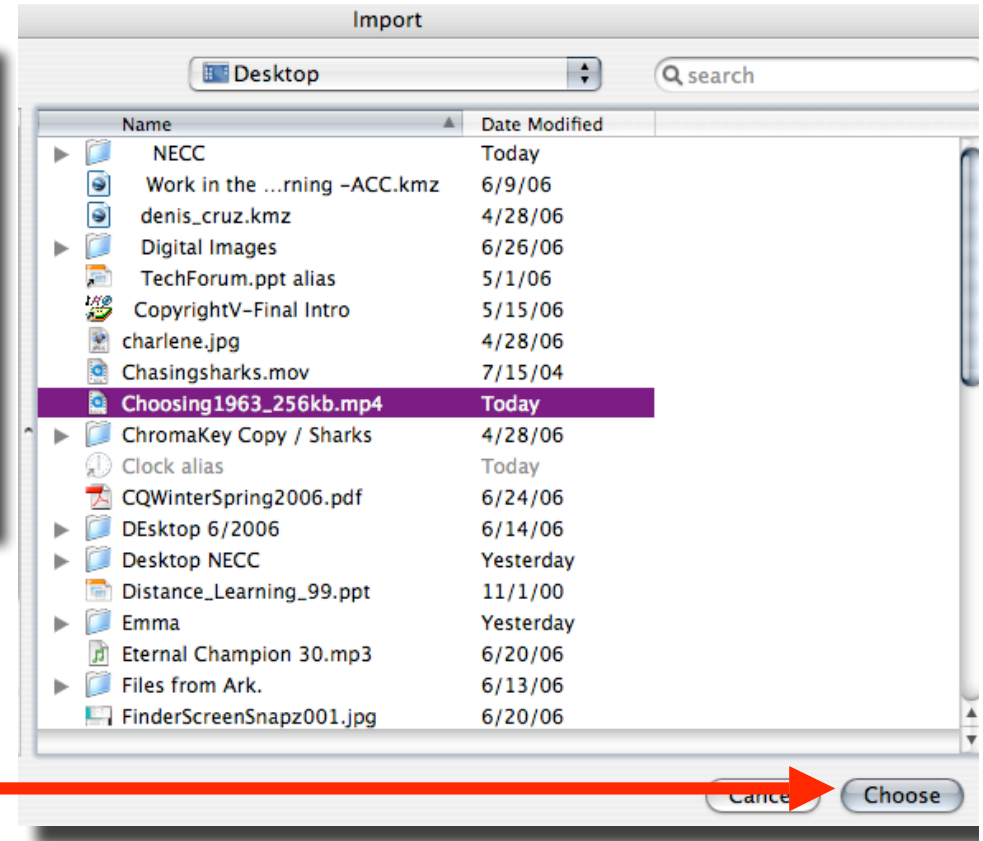 Import
Desktop search
Name Date Modified
NECC Today
Work in the ...rning -ACC.kmz 6/9/06
denis_cruz.kmz 4/28/06
Digital Images 6/26/06
TechForum.ppt alias 5/1/06
CopyrightV-Final Intro 5/15/06
charlene.jpg 4/28/06
Chasingsharks.mov 7/15/04
Choosing1963_256kb.mp4 Today
ChromaKey Copy / Sharks 4/28/06
Clock alias Today
CQWinterSpring2006.pdf 6/24/06
DEsktop 6/2006 6/14/06
Desktop NECC Yesterday
Distance_Learning_99.ppt 11/1/00
Emma Yesterday
Eternal Champion 30.mp3 6/20/06
Files from Ark. 6/13/06
FinderScreenSnapz001.jpg 6/20/06
Cancel Choose